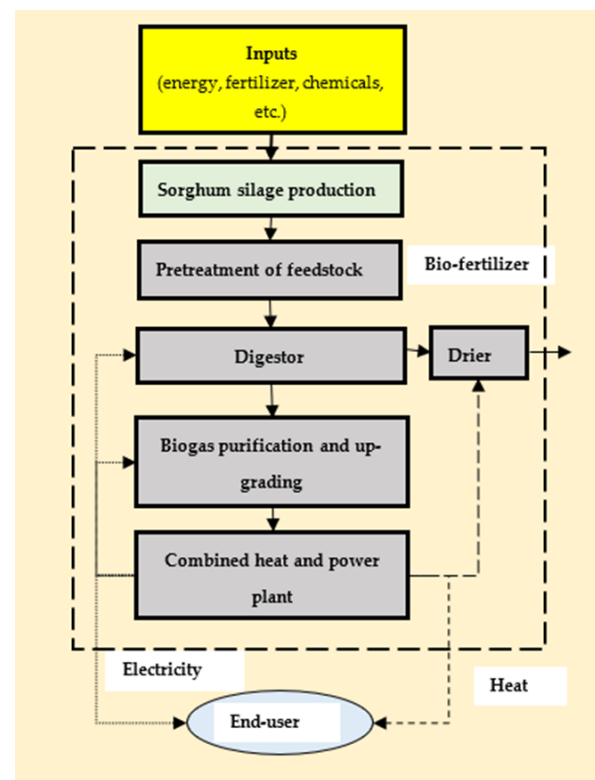 Inputs
(energy, fertilizer, chemicals,
etc.)
Sorghum silage production
Pretreatment of feedstock
Bio-fertilizer
Digestor
Drier
Biogas purification and up-
grading
Combined heat and power
plant
Electricity
Heat
End-user